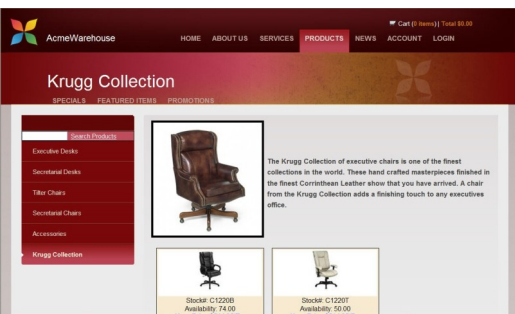 Cart (0 Items) | Total $0.00
AcmeWarehouse
HOME ABOUT US SERVICES PRODUCTS NEWS ACCOUNT LOGIN
Krugg Collection
SPECIALS FEATURED ITEMS PROMOTIONS
Search Products
Executive Desks
Secretarial Desks
Tilter Chairs
Secretarial Chairs
Accessories
Krugg Collection
The Krugg Collection of executive chairs is one of the finest
collections in the world. These hand crafted masterpieces finished in
the finest Corrinthean Leather show that you have arrived. A chair
from the Krugg Collection adds a finishing touch to any executives
office.
Stock#: C1220B
Availability: 74.00
Stock#: C1220T
Availability: 50.00